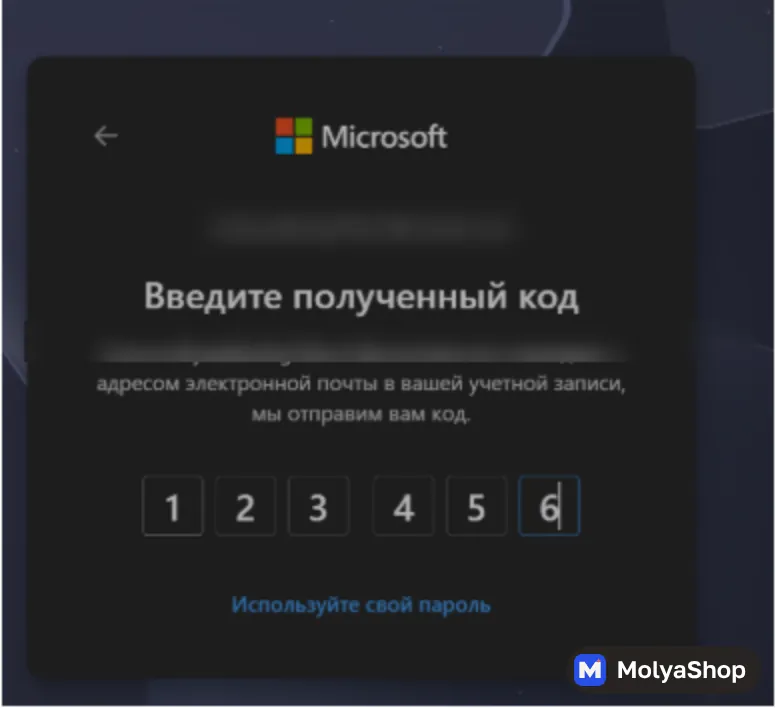 Microsoft
Введите полученный код
адресом электронной почты в вашей учетной записи,
мы отправим вам код.
1 2 3 4 5 6
Используйте свой пароль
M MolyaShop